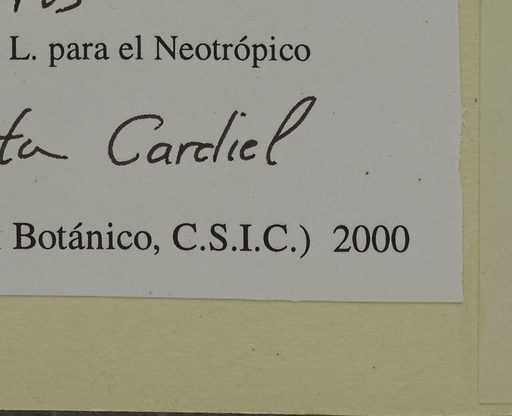 L. para el Neotrópico
Cardiel
Botánico, C.S.I.C.) 2000